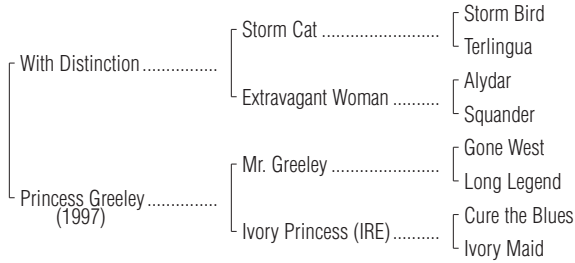 Storm Bird
Storm Cat ..........................
Terlingua
With Distinction ................
Alydar
Extravagant Woman ..........
Squander
Gone West
Mr. Greeley ........................
Long Legend
Princess Greeley ...............
(1997)
Cure the Blues
Ivory Princess (IRE) ..........
Ivory Maid